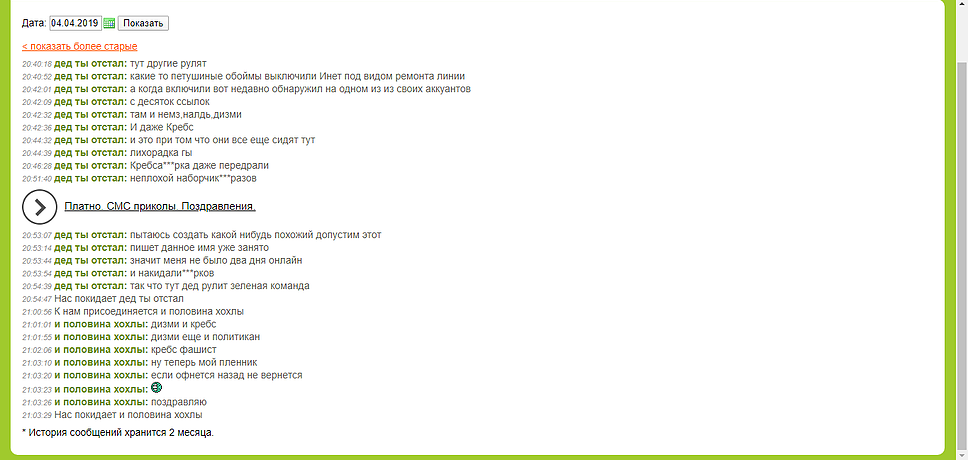 Дата: 04.04.2019 Показать
< показать более старые
20:40:18 дед ты отстал: тут другие рулят
20:40:52 дед ты отстал: какие то петушиные обоймы выключили Инет под видом ремонта линии
20:42:01 дед ты отстал: а когда включили вот недавно обнаружил на одном из из своих аккуантов
20:42:09 дед ты отстал: с десяток ссылок
20:42:32 дед ты отстал: там и немз,налдь,дизми
20:42:36 дед ты отстал: И даже Кребс
20:44:32 дед ты отстал: и это при том что они все еще сидят тут
20:44:39 дед ты отстал: лихорадка гы
20:46:28 дед ты отстал: Кребса***рка даже передрали
20:51:40 дед ты отстал: неплохой наборчик***разов
Платно. СМС приколы. Поздравления.
20:53:07 дед ты отстал: пытаюсь создать какой нибудь похожий допустим этот
20:53:14 дед ты отстал: пишет данное имя уже занято
20:53:44 дед ты отстал: значит меня не было два дня онлайн
20:53:54 дед ты отстал: и накидали***рков
20:54:39 дед ты отстал: так что тут дед рулит зеленая команда
20:54:47 Нас покидает дед ты отстал
21:00:56 К нам присоединяется и половина хохлы
21:01:01 и половина хохлы: дизми и кребс
21:01:55 и половина хохлы: дизми еще и политикан
21:02:06 и половина хохлы: кребс фашист
21:03:10 и половина хохлы: ну теперь мой пленник
21:03:20 и половина хохлы: если офнется назад не вернется
21:03:23 и половина хохлы:
21:03:26 и половина хохлы: поздравляю
21:03:29 Нас покидает и половина хохлы
* История сообщений хранится 2 месяца.